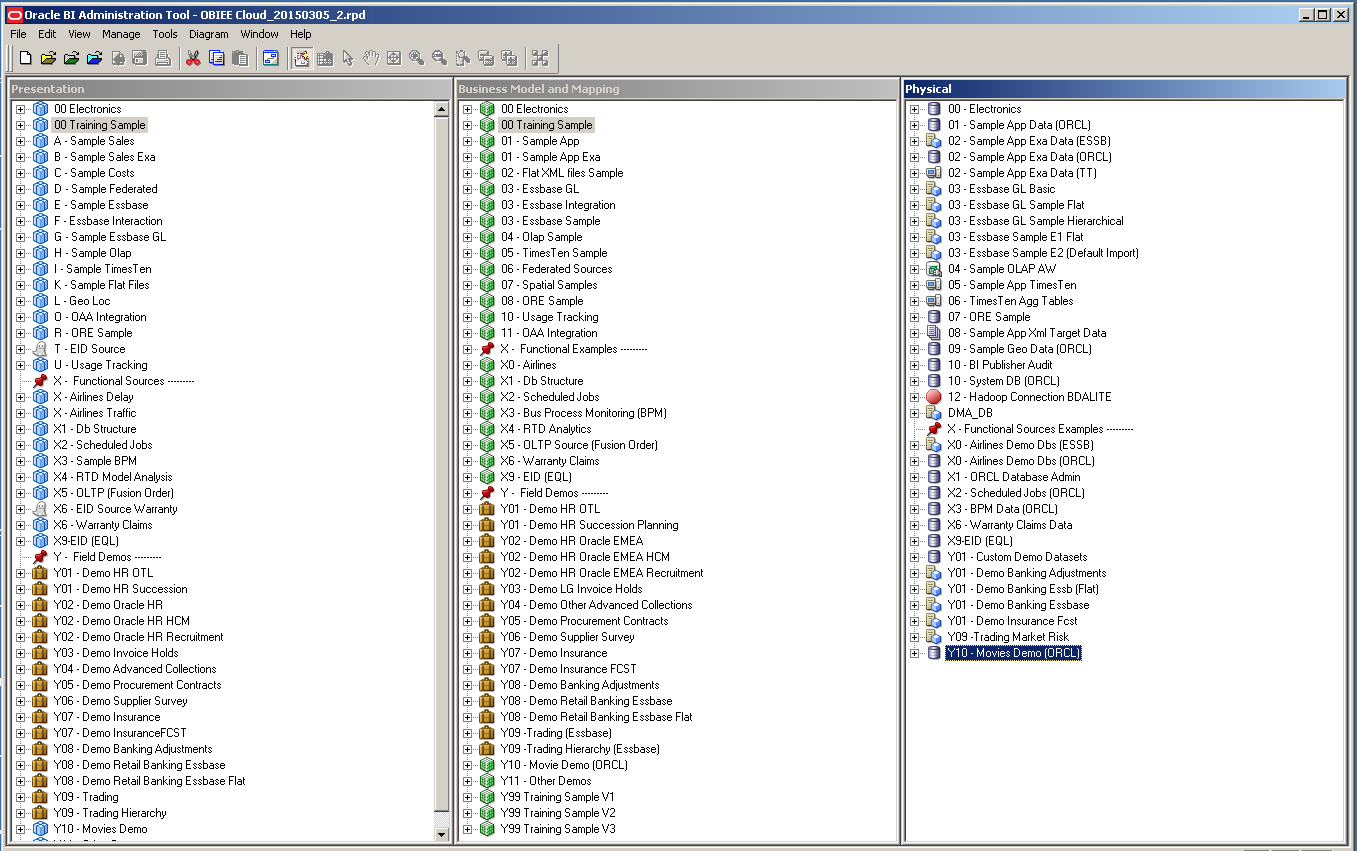 Oracle BI Administration Tool - OBIEE Cloud_20150305_2.rpd
File Edit View Manage Tools Diagram Window Help
Presentation
00 Electronics
00 Training Sample
A - Sample Sales
B - Sample Sales Exa
C - Sample Costs
D - Sample Federated
E - Sample Essbase
F - Essbase Interaction
G - Sample Essbase GL
H - Sample Olap
I - Sample TimesTen
K - Sample Flat Files
L - Geo Loc
O - OAA Integration
R - ORE Sample
T - EID Source
U - Usage Tracking
X -  Functional Sources ---------
X - Airlines Delay
X - Airlines Traffic
X1 - Db Structure
X2 - Scheduled Jobs
X3 - Sample BPM
X4 - RTD Model Analysis
X5 - OLTP (Fusion Order)
X6 - EID Source Warranty
X6 - Warranty Claims
X9-EID (EQL)
Y -  Field Demos ---------
Y01 - Demo HR OTL
Y01 - Demo HR Succession
Y02 - Demo Oracle HR
Y02 - Demo Oracle HR HCM
Y02 - Demo Oracle HR Recruitment
Y03 - Demo Invoice Holds
Y04 - Demo Advanced Collections
Y05 - Demo Procurement Contracts
Y06 - Demo Supplier Survey
Y07 - Demo Insurance
Y07 - Demo InsuranceFCST
Y08 - Demo Banking Adjustments
Y08 - Demo Retail Banking Essbase
Y08 - Demo Retail Banking Essbase Flat
Y09 - Trading
Y09 - Trading Hierarchy
Y10 - Movies Demo
Business Model and Mapping
00 Electronics
00 Training Sample
01 - Sample App
01 - Sample App Exa
02 - Flat XML files Sample
03 - Essbase GL
03 - Essbase Integration
03 - Essbase Sample
04 - Olap Sample
05 - TimesTen Sample
06 - Federated Sources
07 - Spatial Samples
08 - ORE Sample
10 - Usage Tracking
11 - OAA Integration
X -  Functional Examples ---------
X0 - Airlines
X1 - Db Structure
X2 - Scheduled Jobs
X3 - Bus Process Monitoring (BPM)
X4 - RTD Analytics
X5 - OLTP Source (Fusion Order)
X6 - Warranty Claims
X9 - EID (EQL)
Y -  Field Demos ---------
Y01 - Demo HR OTL
Y01 - Demo HR Succession Planning
Y02 - Demo HR Oracle EMEA
Y02 - Demo HR Oracle EMEA HCM
Y02 - Demo HR Oracle EMEA Recruitment
Y03 - Demo LG Invoice Holds
Y04 - Demo Other Advanced Collections
Y05 - Demo Procurement Contracts
Y06 - Demo Supplier Survey
Y07 - Demo Insurance
Y07 - Demo Insurance FCST
Y08 - Demo Banking Adjustments
Y08 - Demo Retail Banking Essbase
Y08 - Demo Retail Banking Essbase Flat
Y09 -Trading (Essbase)
Y09 -Trading Hierarchy (Essbase)
Y10 - Movie Demo (ORCL)
Y11 - Other Demos
Y99 Training Sample V1
Y99 Training Sample V2
Y99 Training Sample V3
Physical
00 - Electronics
01 - Sample App Data (ORCL)
02 - Sample App Exa Data (ESSB)
02 - Sample App Exa Data (ORCL)
02 - Sample App Exa Data (TT)
03 - Essbase GL Basic
03 - Essbase GL Sample Flat
03 - Essbase GL Sample Hierarchical
03 - Essbase Sample E1 Flat
03 - Essbase Sample E2 (Default Import)
04 - Sample OLAP AW
05 - Sample App TimesTen
06 - TimesTen Agg Tables
07 - ORE Sample
08 - Sample App Xml Target Data
09 - Sample Geo Data (ORCL)
10 - BI Publisher Audit
10 - System DB (ORCL)
12 - Hadoop Connection BDALITE
DMA_DB
X - Functional Sources Examples ---------
X0 - Airlines Demo Dbs (ESSB)
X0 - Airlines Demo Dbs (ORCL)
X1 - ORCL Database Admin
X2 - Scheduled Jobs (ORCL)
X3 - BPM Data (ORCL)
X6 - Warranty Claims Data
X9-EID (EQL)
Y01 - Custom Demo Datasets
Y01 - Demo Banking Adjustments
Y01 - Demo Banking Essb (Flat)
Y01 - Demo Banking Essbase
Y01 - Demo Insurance Fcst
Y09 -Trading Market Risk
Y10 - Movies Demo (ORCL)